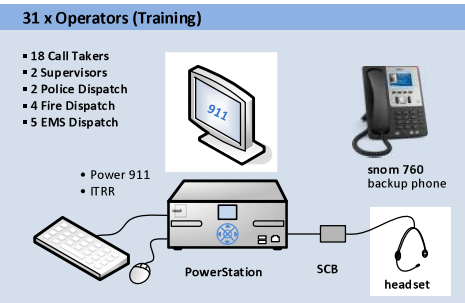 31 x Operators (Training)
▪ 18 Call Takers
▪ 2 Supervisors
▪ 2 Police Dispatch
▪ 4 Fire Dispatch
▪ 5 EMS Dispatch
911
• Power 911
• ITRR
snom 760
backup phone
PowerStation
SCB
headset